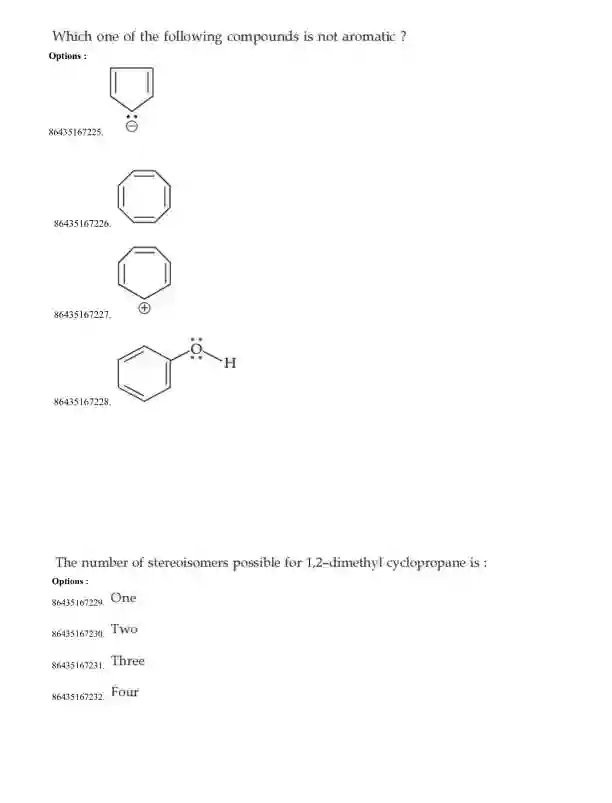 Which one of the following compounds is not aromatic ?
Options :
86435167225.
⊖
86435167226.
⊕
86435167227.
O
H
86435167228.
The number of stereoisomers possible for 1,2–dimethyl cyclopropane is :
Options :
86435167229. One
86435167230. Two
86435167231. Three
86435167232. Four